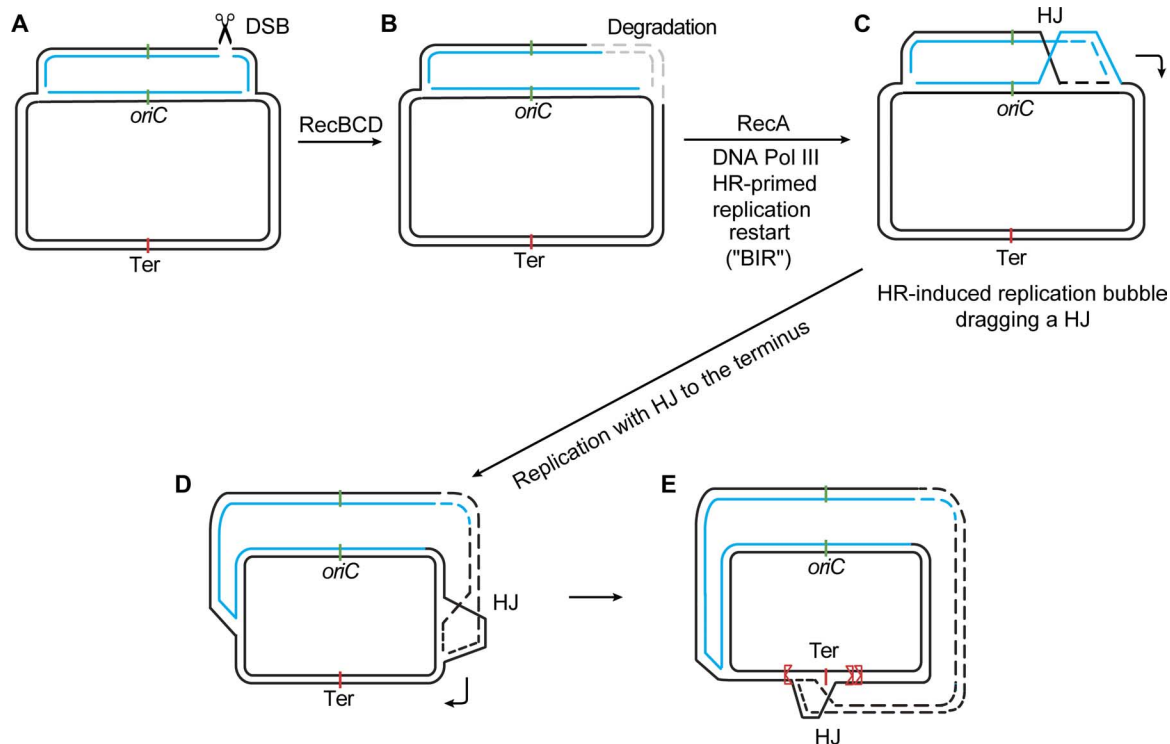 A
DSB
oriC
Ter
RecBCD
B
Degradation
oriC
Ter
RecA
DNA Pol III
HR-primed
replication
restart
("BIR")
C
HJ
oriC
Ter
HR-induced replication bubble
dragging a HJ
Replication with HJ to the terminus
D
oriC
HJ
Ter
E
oriC
Ter
HJ